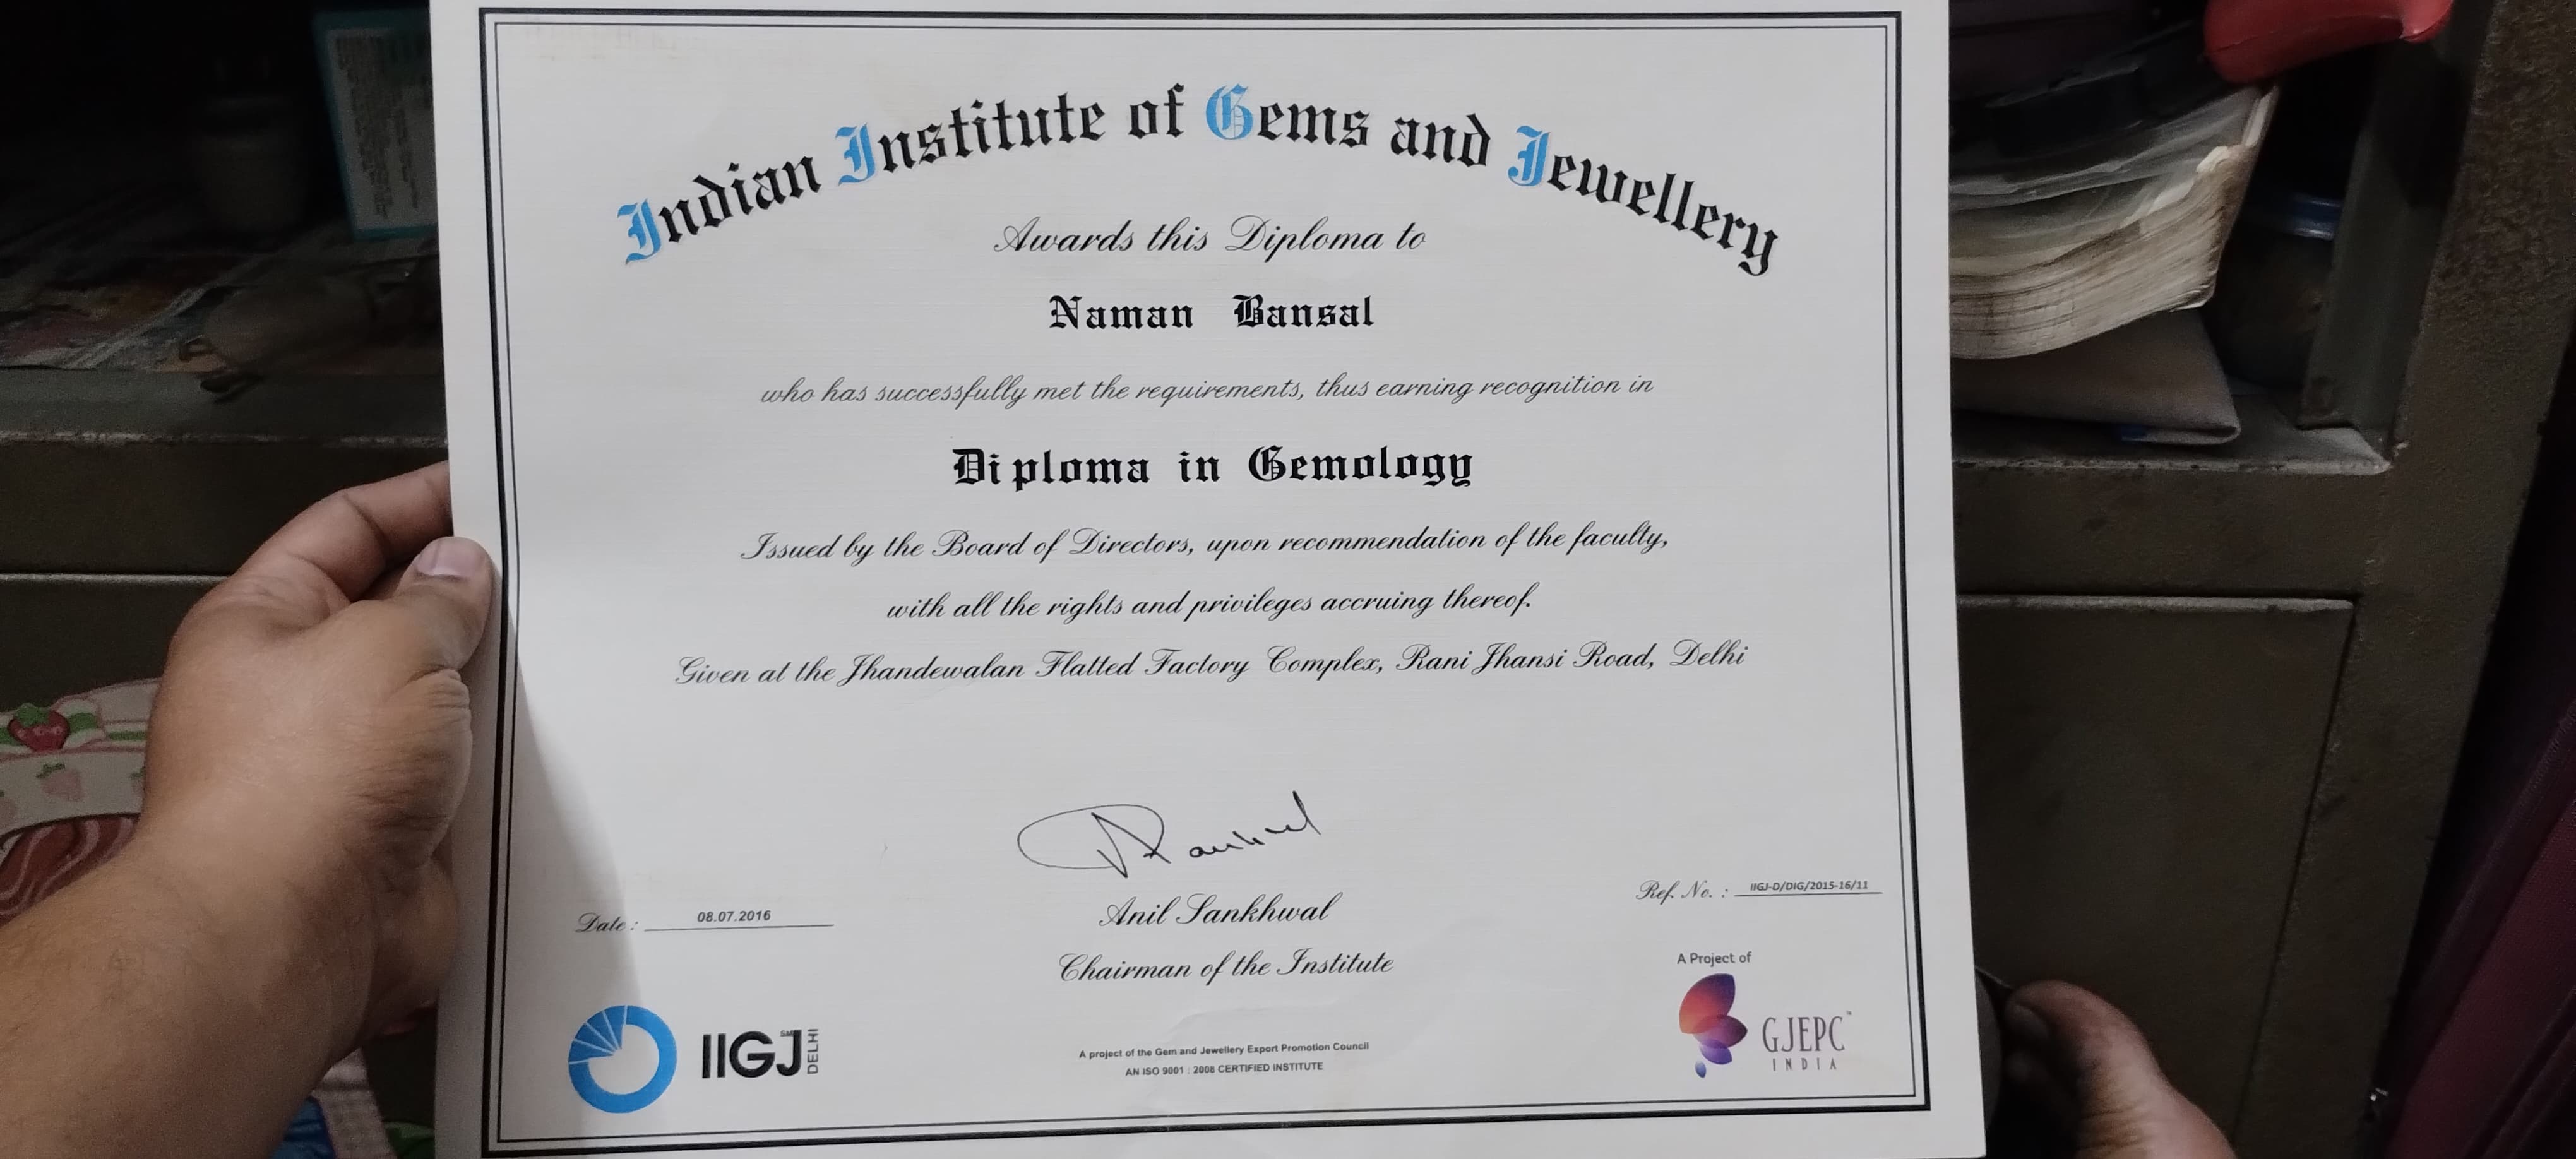 Indian Institute of Gems and Jewellery
Awards this Diploma to
Naman Bansal
who has successfully met the requirements, thus earning recognition in
Diploma in Gemology
Issued by the Board of Directors, upon recommendation of the faculty,
with all the rights and privileges accruing thereof.
Given at the Jhandewalan Flatted Factory Complex, Rani Jhansi Road, Delhi
Anil Sankhwal
Chairman of the Institute
Date : 08.07.2016
Ref. No. : IIGJ-D/DIG/2015-16/11
IIGJ SM DELHI
A project of the Gem and Jewellery Export Promotion Council
AN ISO 9001 : 2008 CERTIFIED INSTITUTE
A Project of
GJEPC™
INDIA